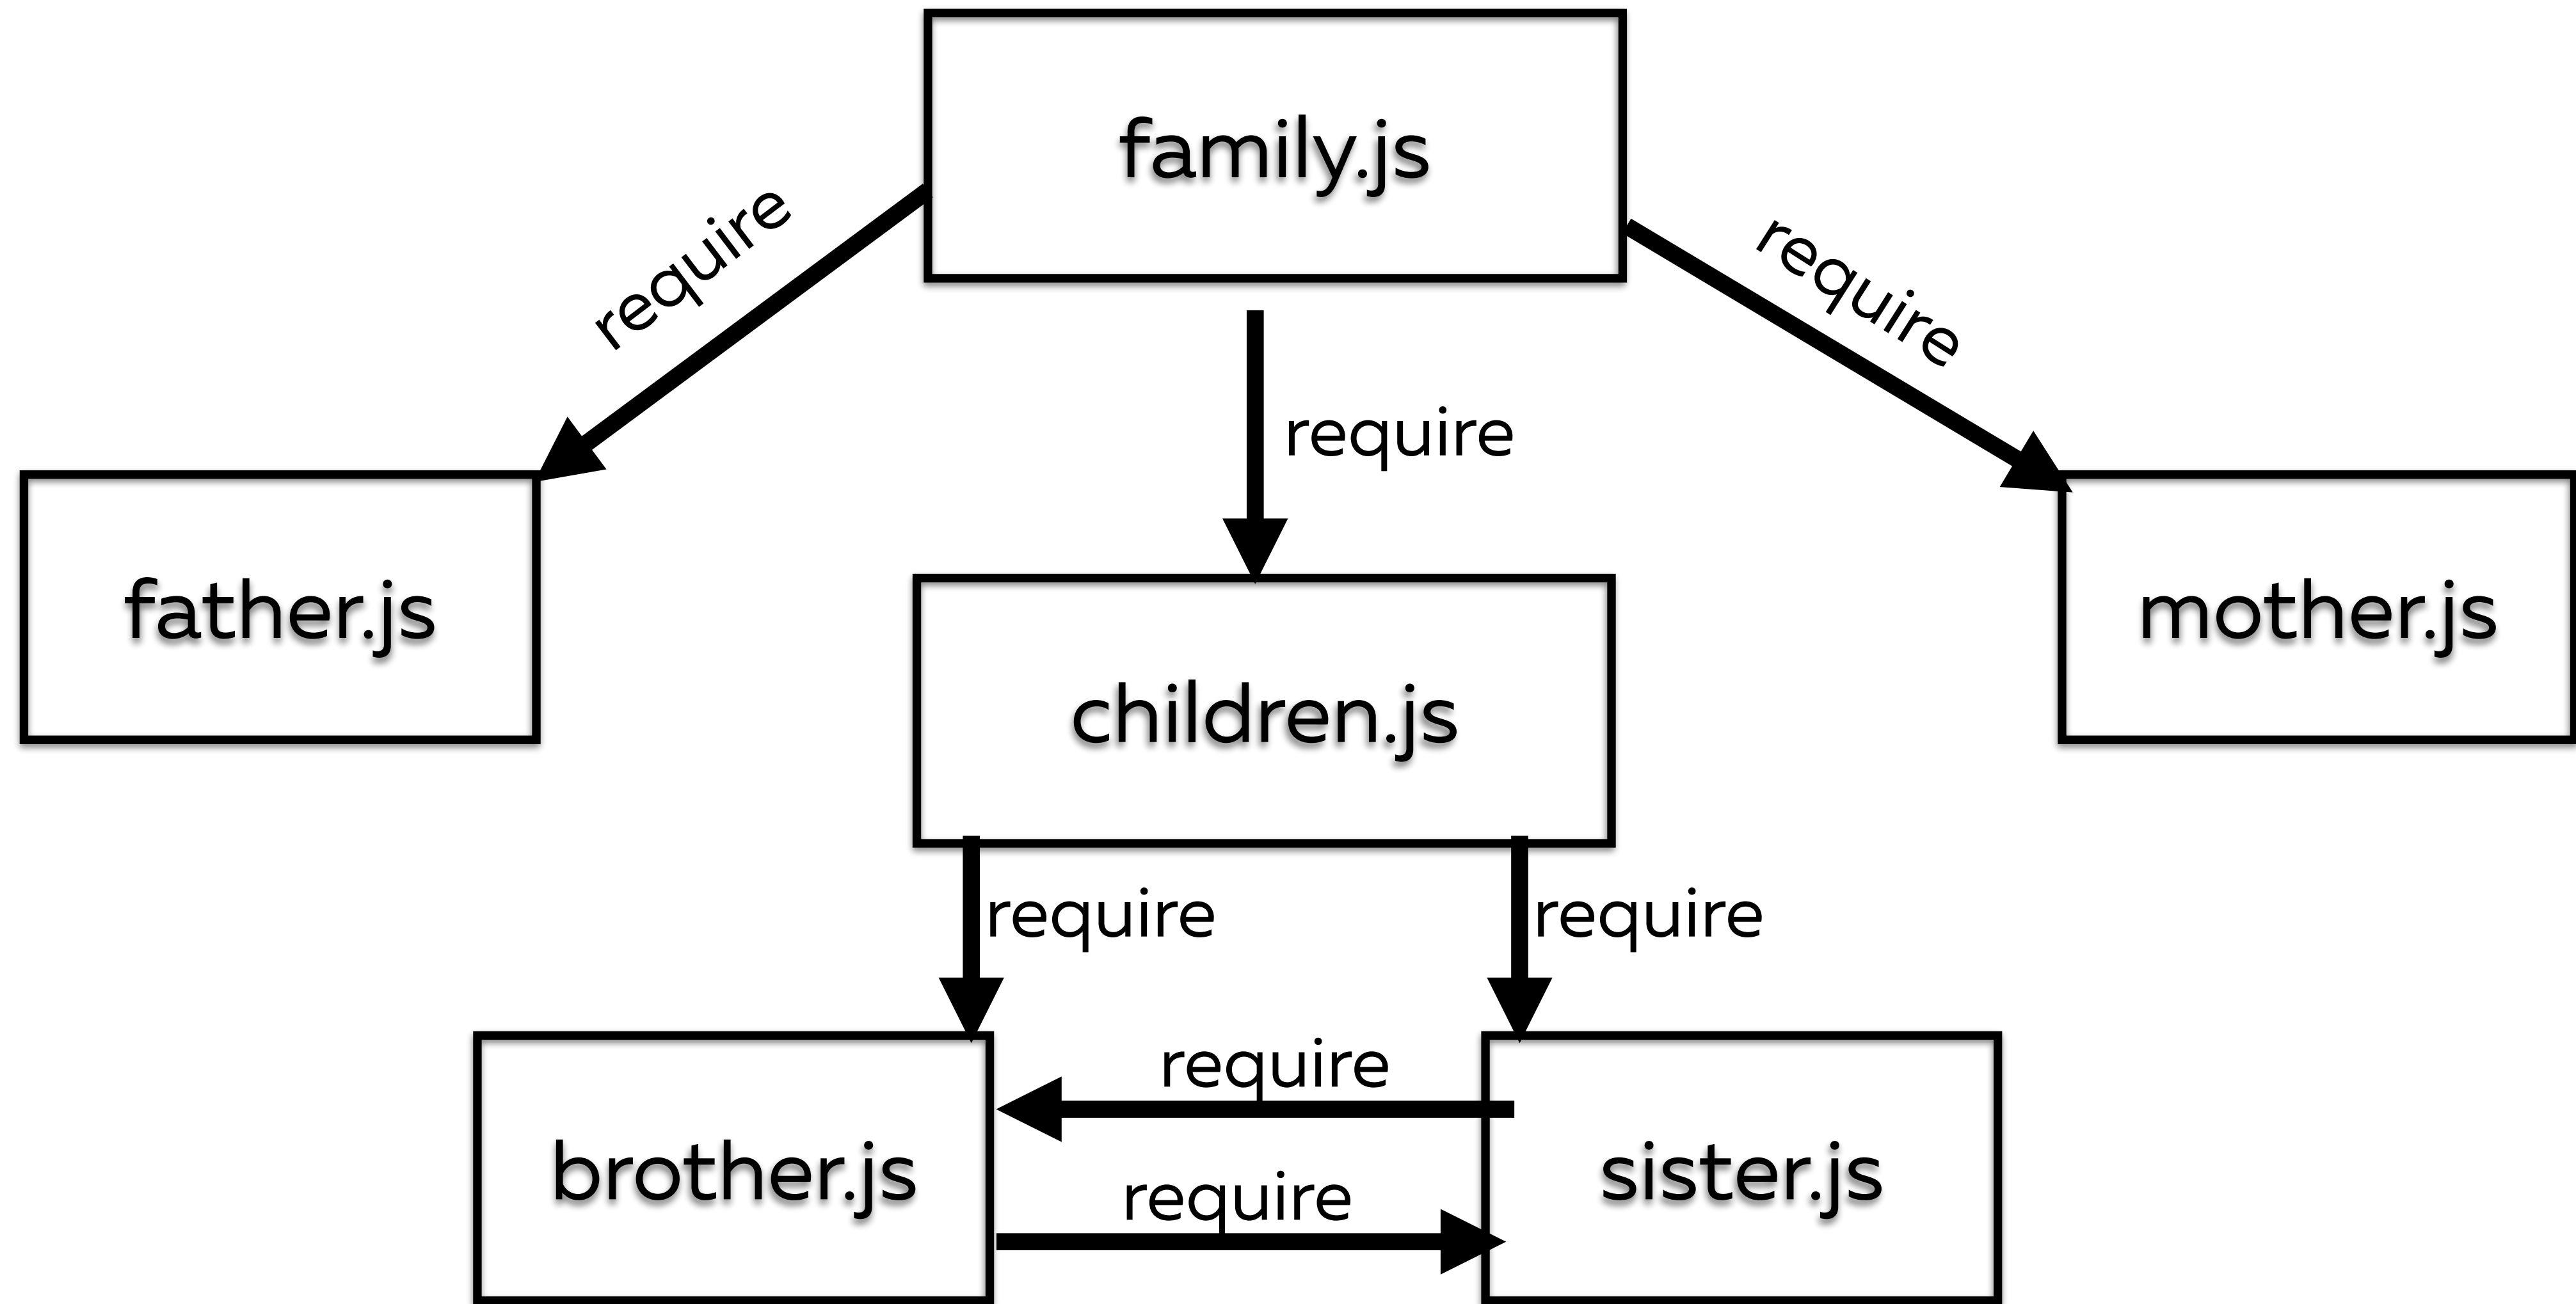 family.js
require
require
require
father.js
mother.js
children.js
require
require
require
brother.js
sister.js
require